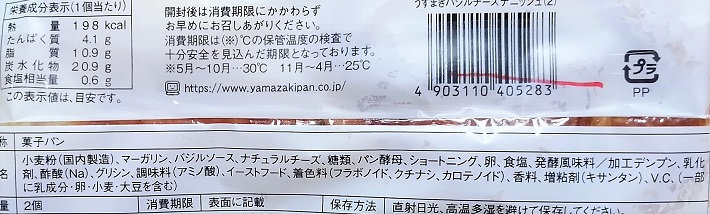 栄養成分表示(1個当り)
熱量 198 kcal
たんぱく質 4.1 g
脂質 10.9 g
炭水化物 20.9 g
食塩相当量 0.6 g
この表示値は、目安です。
開封後は消費期限にかかわらず
お早めにお召しあがりください。
消費期限は(※)℃の保管温度の検査で
十分安全を見込んだ期限となっております。
※5月~10月…30℃ 11月~4月…25℃
https://www.yamazakipan.co.jp/
うずまきバジルチーズデニッシュ(2)
4 903110 405283
プラ
PP
称 菓子パン
小麦粉(国内製造)、マーガリン、バジルソース、ナチュラルチーズ、糖類、パン酵母、ショートニング、卵、食塩、発酵風味料/加工デンプン、乳化
剤、酢酸(Na)、グリシン、調味料(アミノ酸)、イーストフード、着色料(フラボノイド、クチナシ、カロテノイド)、香料、増粘剤(キサンタン)、V.C、(一部
に乳成分・卵・小麦・大豆を含む)
量 2個 消費期限 表面に記載 保存方法 直射日光、高温多湿を避けて保存してください。